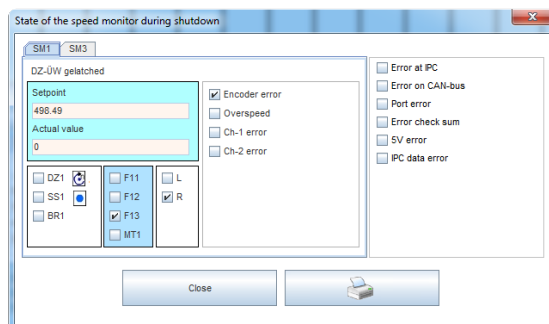 State of the speed monitor during shutdown
x
SM1 SM3
DZ-ÜW gelatched
Setpoint
498.49
Actual value
0
DZ1
SS1
BR1
F11
F12
F13
MT1
L
R
Encoder error
Overspeed
Ch-1 error
Ch-2 error
Error at IPC
Error on CAN-bus
Port error
Error check sum
5V error
IPC data error
Close